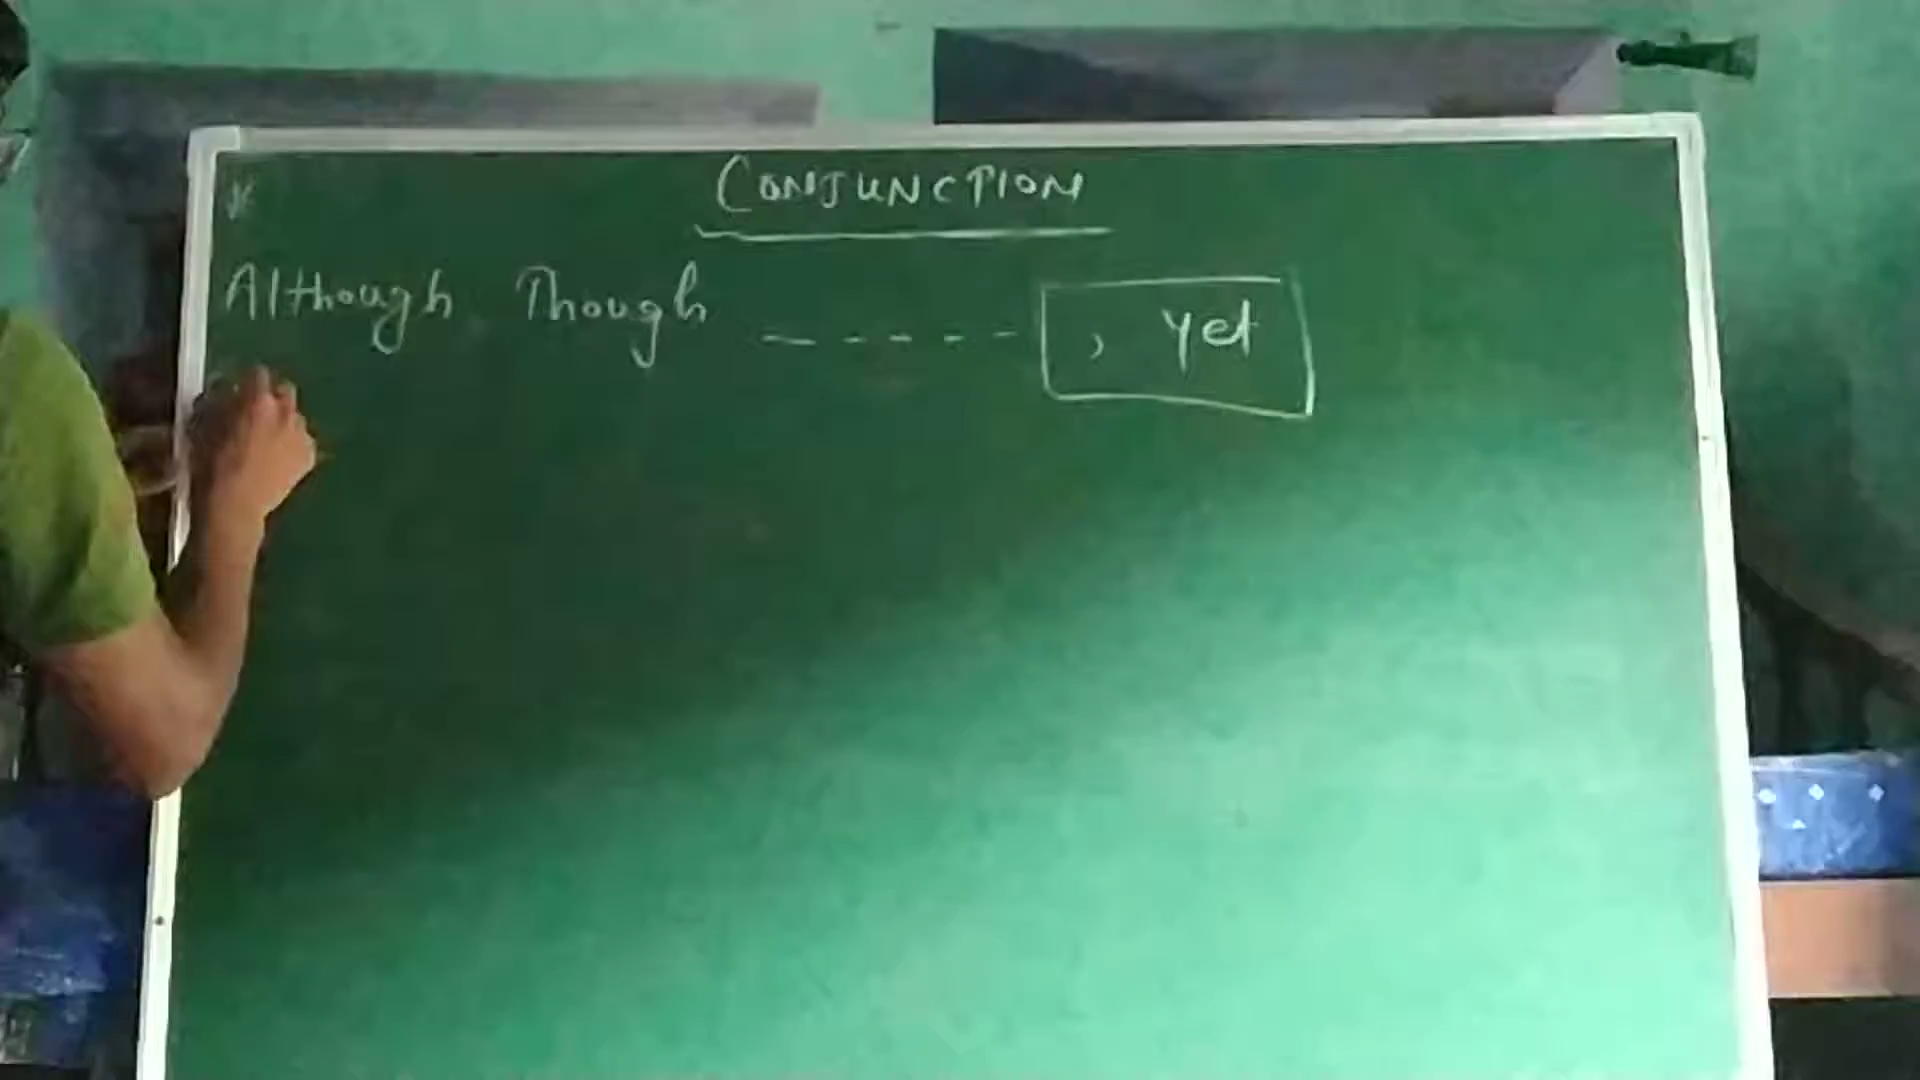 CONJUNCTION
Although Though ----- , yet